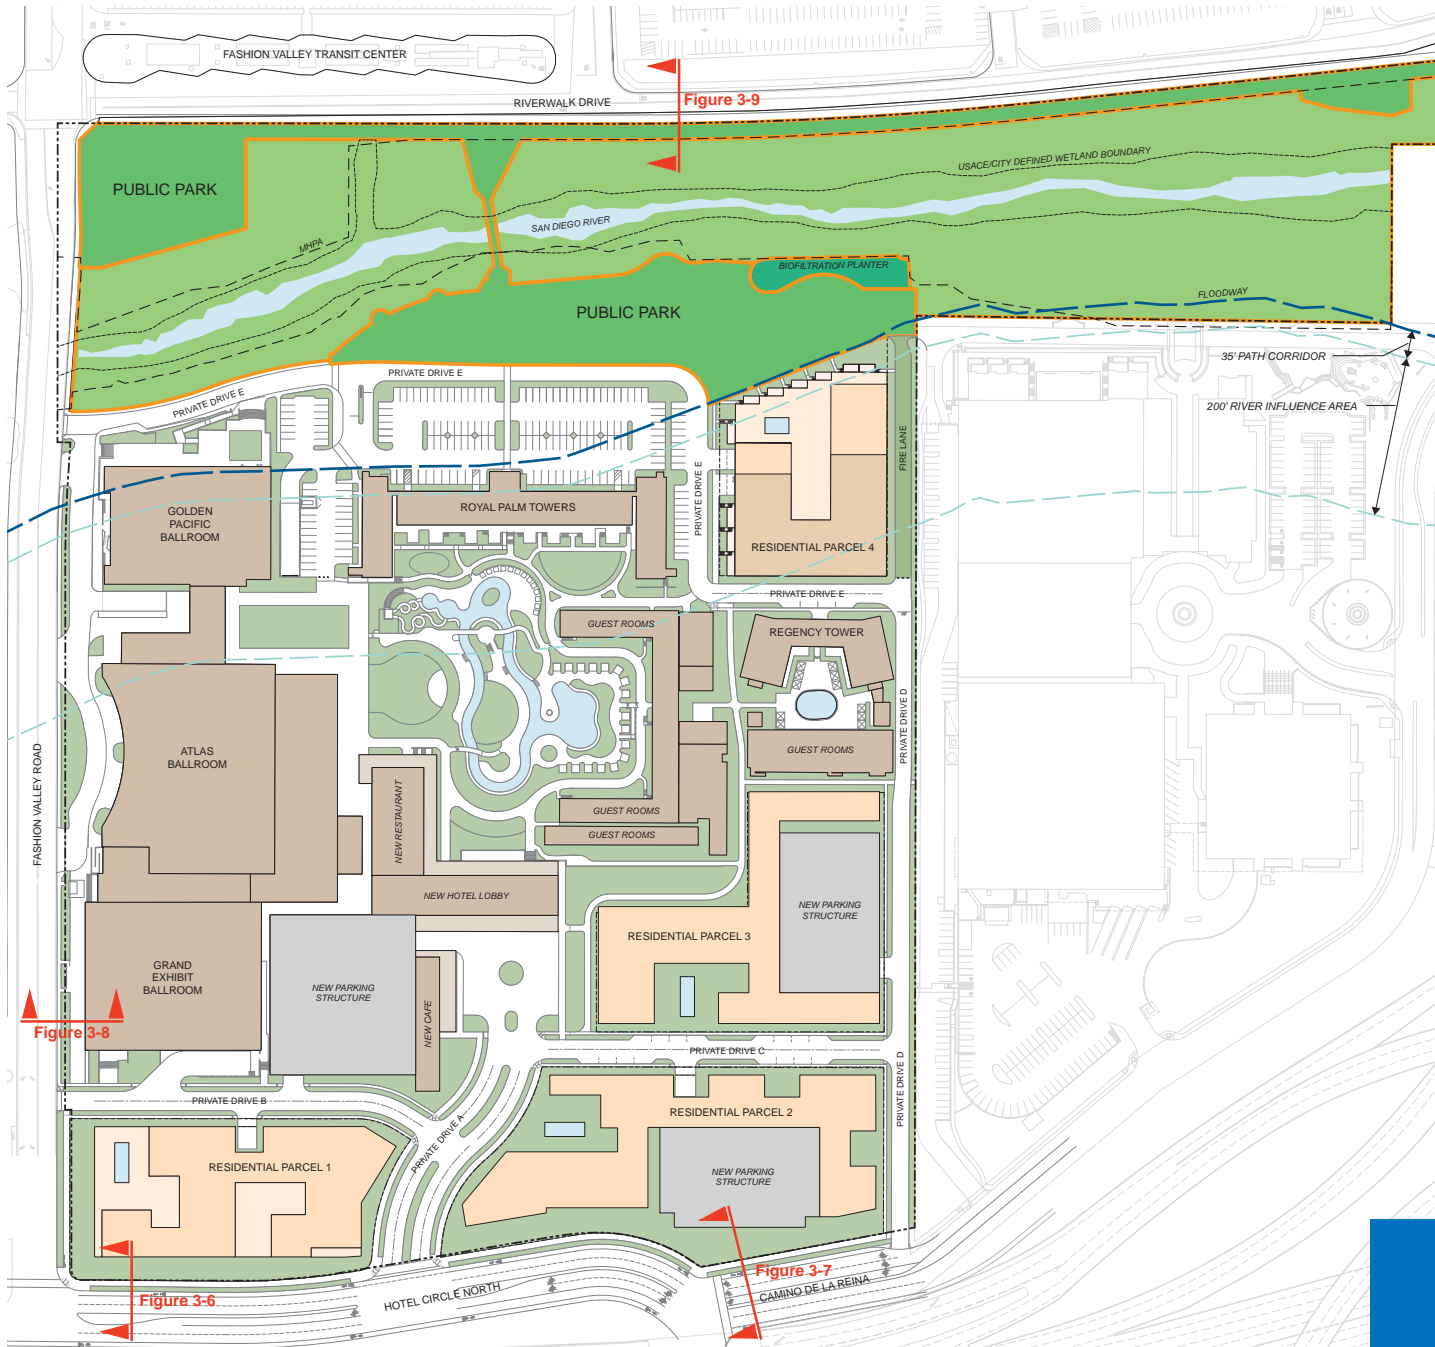 FASHION VALLEY TRANSIT CENTER
RIVERWALK DRIVE
Figure 3-9
USACE/CITY DEFINED WETLAND BOUNDARY
PUBLIC PARK
SAN DIEGO RIVER
MHPA
BIOFILTRATION PLANTER
FLOODWAY
PUBLIC PARK
35' PATH CORRIDOR
PRIVATE DRIVE E
PRIVATE DRIVE E
200' RIVER INFLUENCE AREA
FIRE LANE
PRIVATE DRIVE E
GOLDEN
PACIFIC
BALLROOM
ROYAL PALM TOWERS
RESIDENTIAL PARCEL 4
PRIVATE DRIVE E
GUEST ROOMS
REGENCY TOWER
PRIVATE DRIVE D
ATLAS
BALLROOM
GUEST ROOMS
FASHION VALLEY ROAD
NEW RESTAURANT
GUEST ROOMS
GUEST ROOMS
NEW HOTEL LOBBY
NEW PARKING
STRUCTURE
RESIDENTIAL PARCEL 3
GRAND
EXHIBIT
BALLROOM
NEW PARKING
STRUCTURE
NEW CAFE
Figure 3-8
PRIVATE DRIVE C
PRIVATE DRIVE D
PRIVATE DRIVE B
RESIDENTIAL PARCEL 2
PRIVATE DRIVE A
RESIDENTIAL PARCEL 1
NEW PARKING
STRUCTURE
Figure 3-7
CAMINO DE LA REINA
HOTEL CIRCLE NORTH
Figure 3-6